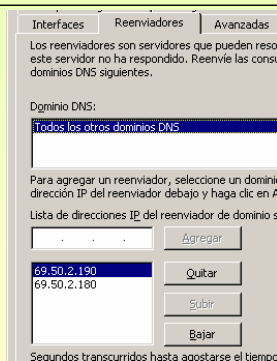 Interfaces Reenviadores Avanzadas
Los reenviadores son servidores que pueden reso
este servidor no ha respondido. Reenvíe las consu
dominios DNS siguientes.
Dominio DNS:
Todos los otros dominios DNS
Para agregar un reenviador, seleccione un domini
dirección IP del reenviador debajo y haga clic en A
Lista de direcciones IP del reenviador de dominio s
. . . Agregar
69.50.2.190 Quitar
69.50.2.180
Subir
Bajar
Segundos transcurridos hasta agostarse el tiempo